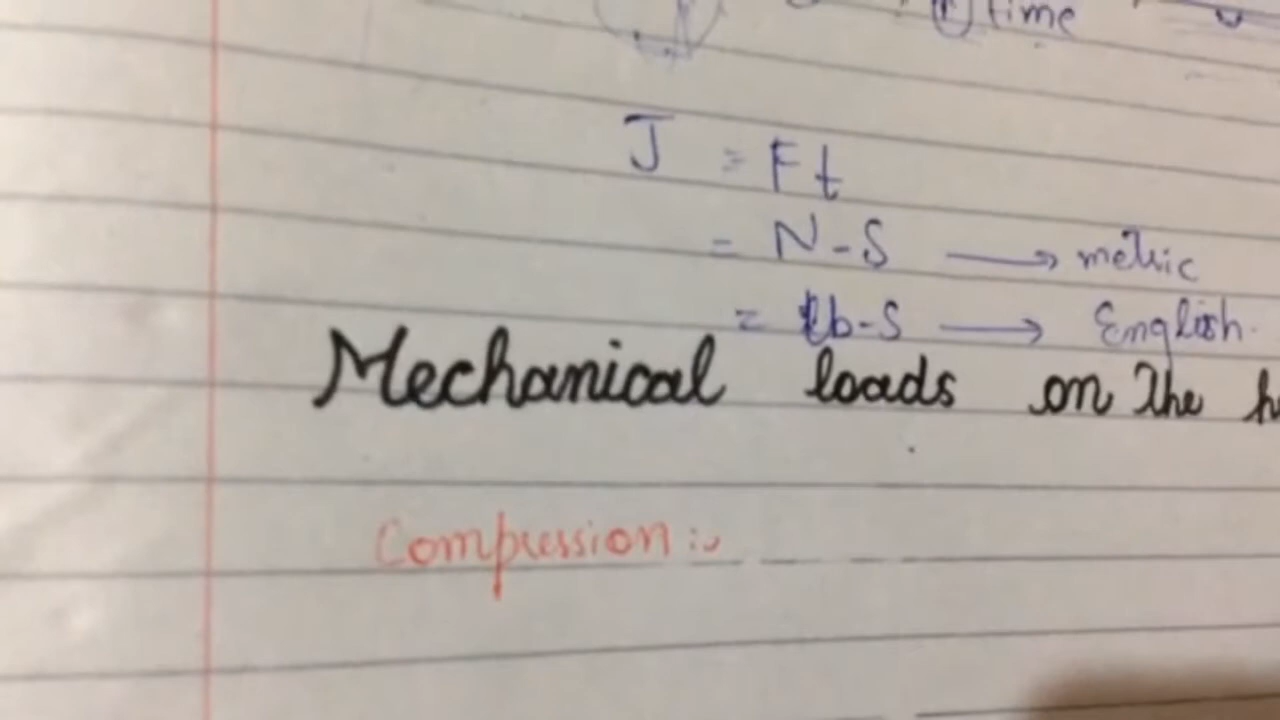 time
J = Ft
= N-S → metric
= lb-S → English.
Mechanical loads on the
Compression :-